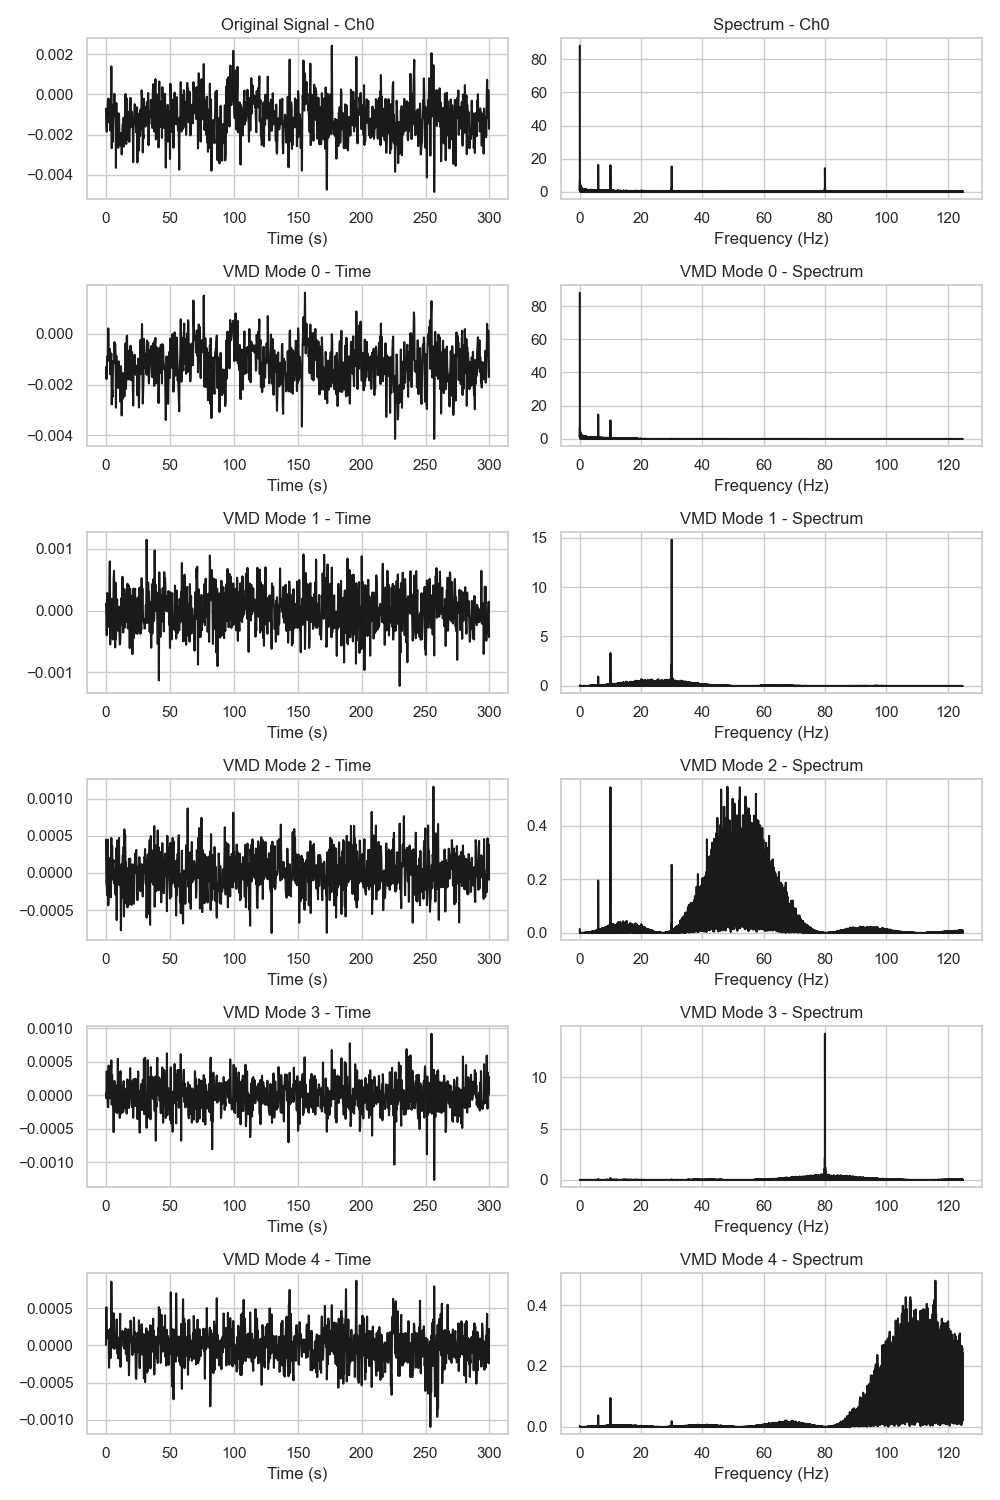 Original Signal - Ch0
0.002
0.000
−0.002
−0.004
0 50 100 150 200 250 300
Time (s)
Spectrum - Ch0
80
60
40
20
0
0 20 40 60 80 100 120
Frequency (Hz)
VMD Mode 0 - Time
0.000
−0.002
−0.004
0 50 100 150 200 250 300
Time (s)
VMD Mode 0 - Spectrum
80
60
40
20
0
0 20 40 60 80 100 120
Frequency (Hz)
VMD Mode 1 - Time
0.001
0.000
−0.001
0 50 100 150 200 250 300
Time (s)
VMD Mode 1 - Spectrum
15
10
5
0
0 20 40 60 80 100 120
Frequency (Hz)
VMD Mode 2 - Time
0.0010
0.0005
0.0000
−0.0005
0 50 100 150 200 250 300
Time (s)
VMD Mode 2 - Spectrum
0.4
0.2
0.0
0 20 40 60 80 100 120
Frequency (Hz)
VMD Mode 3 - Time
0.0010
0.0005
0.0000
−0.0005
−0.0010
0 50 100 150 200 250 300
Time (s)
VMD Mode 3 - Spectrum
10
5
0
0 20 40 60 80 100 120
Frequency (Hz)
VMD Mode 4 - Time
0.0005
0.0000
−0.0005
−0.0010
0 50 100 150 200 250 300
Time (s)
VMD Mode 4 - Spectrum
0.4
0.2
0.0
0 20 40 60 80 100 120
Frequency (Hz)